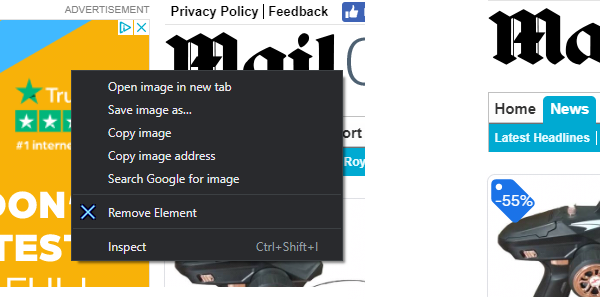 ADVERTISEMENT
Privacy Policy | Feedback
Mail
Open image in new tab
Save image as...
Copy image
Copy image address
Search Google for image
Remove Element
Inspect Ctrl+Shift+I
#1
Home News
Latest Headlines
-55%